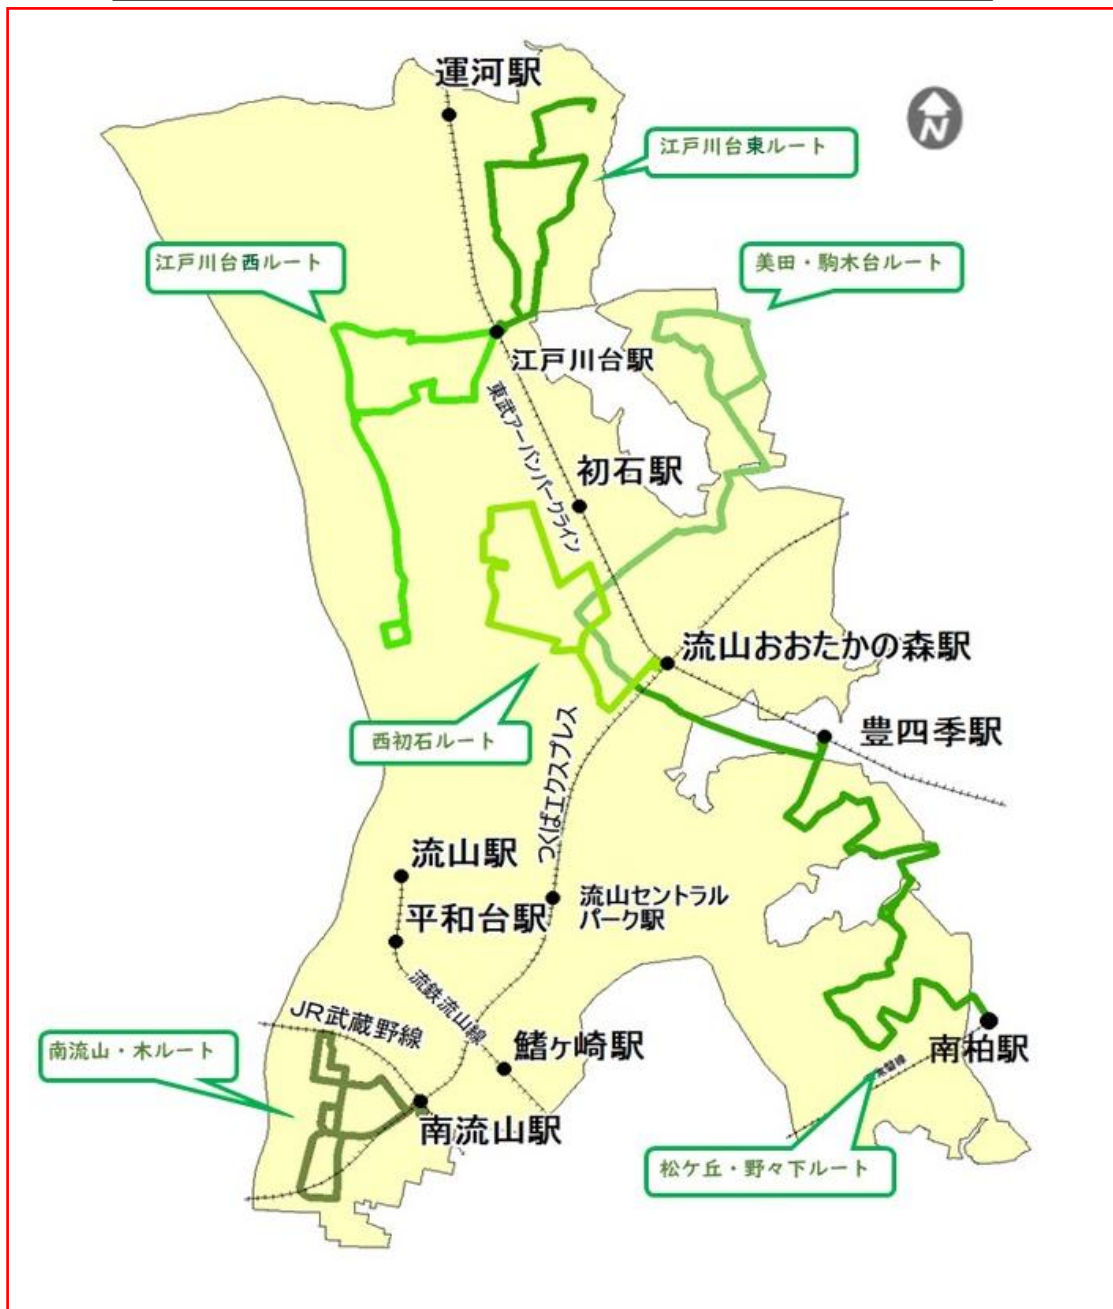 運河駅
N
江戸川台東ルート
江戸川台西ルート
美田・駒木台ルート
江戸川台駅
東武アーバンパークライン
初石駅
流山おおたかの森駅
西初石ルート
豊四季駅
つくばエクスプレス
流山駅
流山セントラル
パーク駅
平和台駅
流鉄流山線
JR武蔵野線
南流山・木ルート
鰭ヶ崎駅
南柏駅
常磐線
南流山駅
松ケ丘・野々下ルート